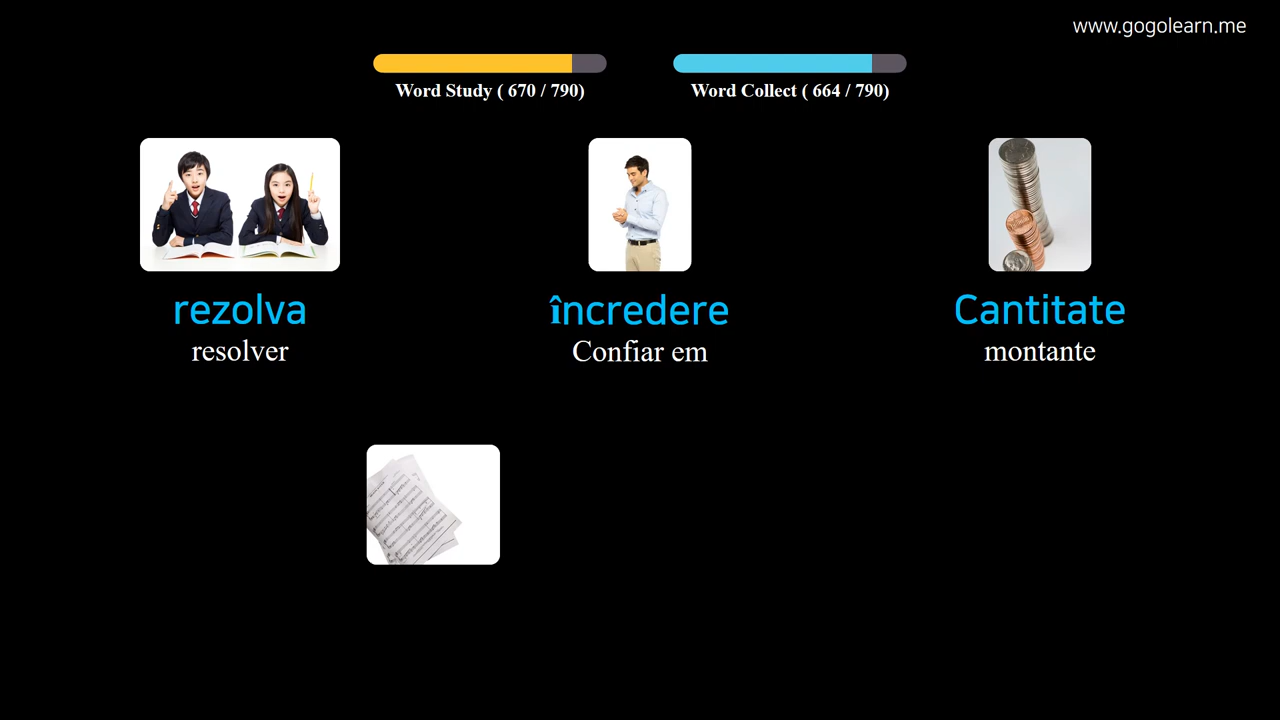 www.gogolearn.me
Word Study ( 670 / 790)
Word Collect ( 664 / 790)
rezolva
resolver
încredere
Confiar em
Cantitate
montante